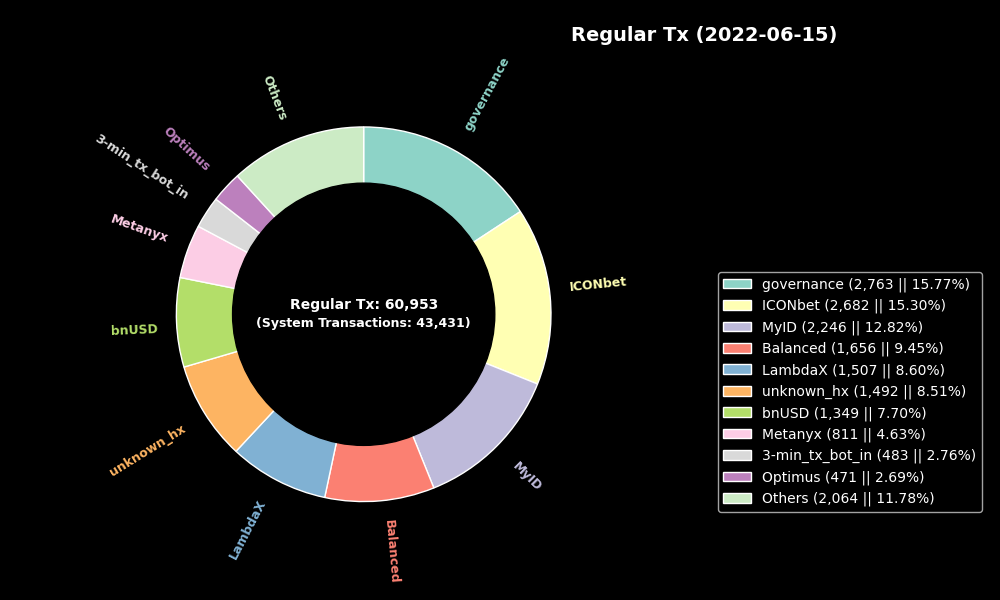 Regular Tx (2022-06-15)
governance
Others
Optimus
3-min_tx_bot_in
Metanyx
ICONbet
bnUSD
Regular Tx: 60,953
(System Transactions: 43,431)
unknown_hx
MyID
LambdaX
Balanced
governance (2,763 || 15.77%)
ICONbet (2,682 || 15.30%)
MyID (2,246 || 12.82%)
Balanced (1,656 || 9.45%)
LambdaX (1,507 || 8.60%)
unknown_hx (1,492 || 8.51%)
bnUSD (1,349 || 7.70%)
Metanyx (811 || 4.63%)
3-min_tx_bot_in (483 || 2.76%)
Optimus (471 || 2.69%)
Others (2,064 || 11.78%)